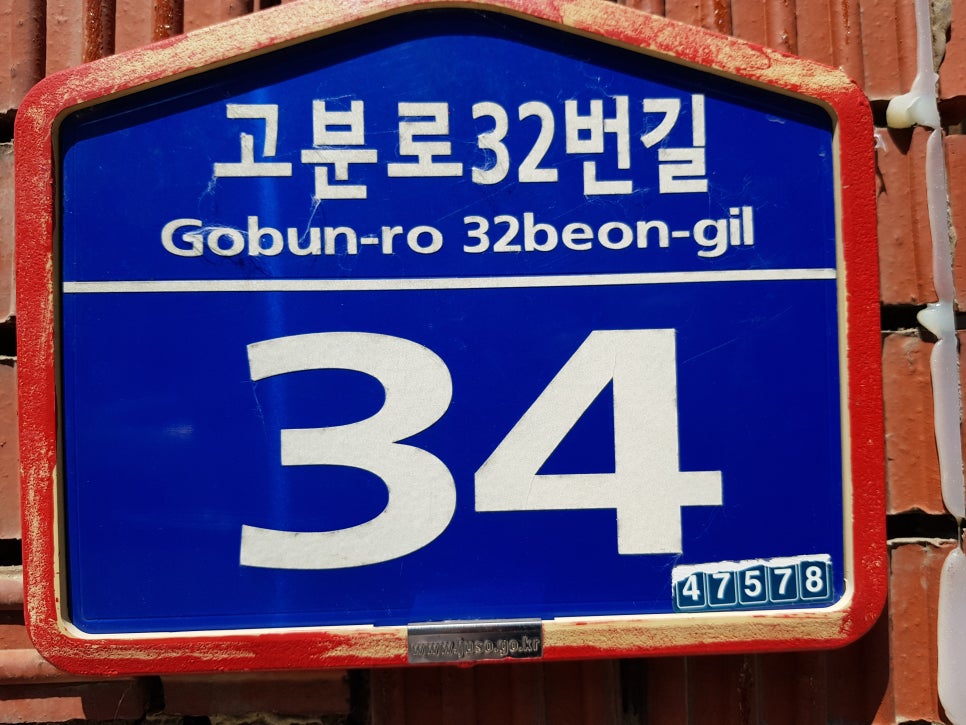 고분로32번길
Gobun-ro 32beon-gil
34
47578
www.juso.go.kr